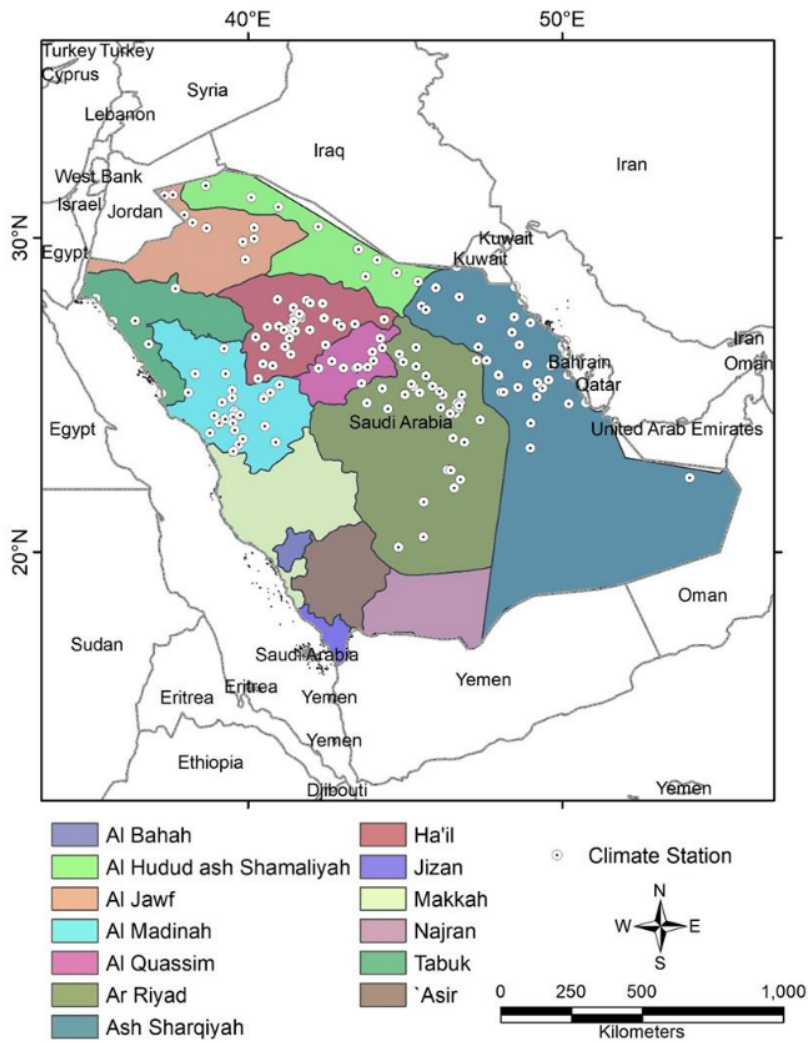 40°E 50°E
Turkey Turkey
Cyprus
Syria
Lebanon
Iraq
Iran
West Bank
Israel
Jordan
30°N
Kuwait
Egypt
Kuwait
Iran
Bahrain
Oman
Qatar
Egypt
Saudi Arabia
United Arab Emirates
20°N
Oman
Sudan
Saudi Arabia
Yemen
Eritrea
Eritrea
Yemen
Yemen
Ethiopia
Djibouti
Yemen
Al Bahah
Al Hudud ash Shamaliyah
Al Jawf
Al Madinah
Al Quassim
Ar Riyad
Ash Sharqiyah
Ha'il
Jizan
Makkah
Najran
Tabuk
`Asir
Climate Station
N
W E
S
0 250 500 1,000
Kilometers